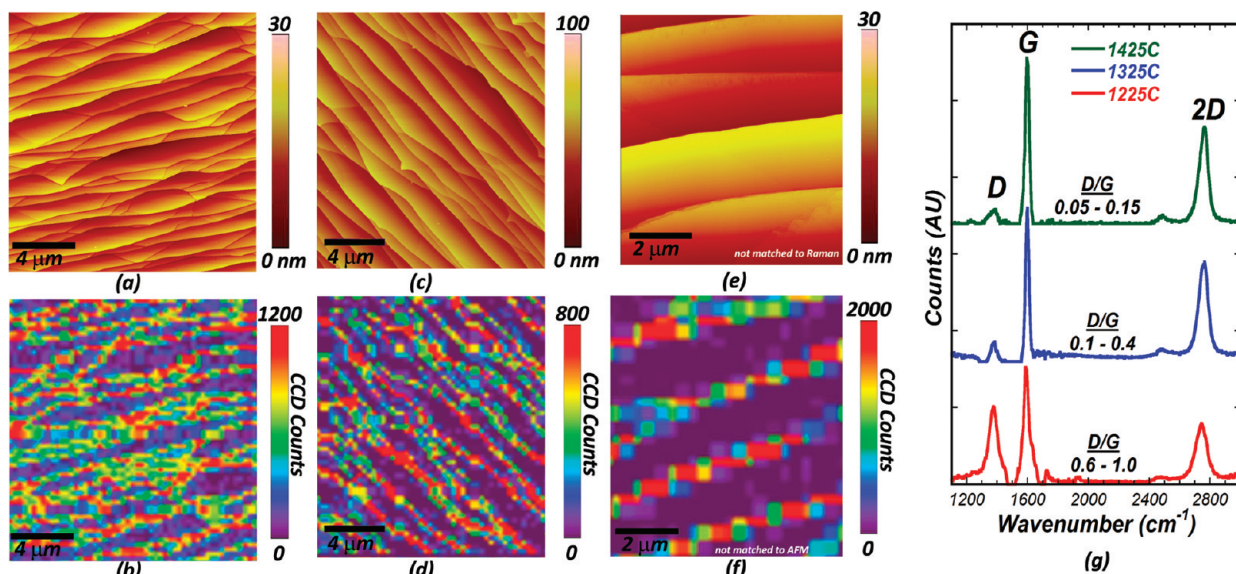 30
0 nm
4 μm
(a)
100
0 nm
4 μm
(c)
30
0 nm
2 μm
not matched to Raman
(e)
1200
CCD Counts
0
4 μm
(b)
800
CCD Counts
0
4 μm
(d)
2000
CCD Counts
0
2 μm
not matched to AFM
(f)
G
1425C
1325C
1225C
2D
D
D/G
0.05 - 0.15
D/G
0.1 - 0.4
D/G
0.6 - 1.0
Counts (AU)
1200 1600 2000 2400 2800
Wavenumber (cm⁻¹)
(g)